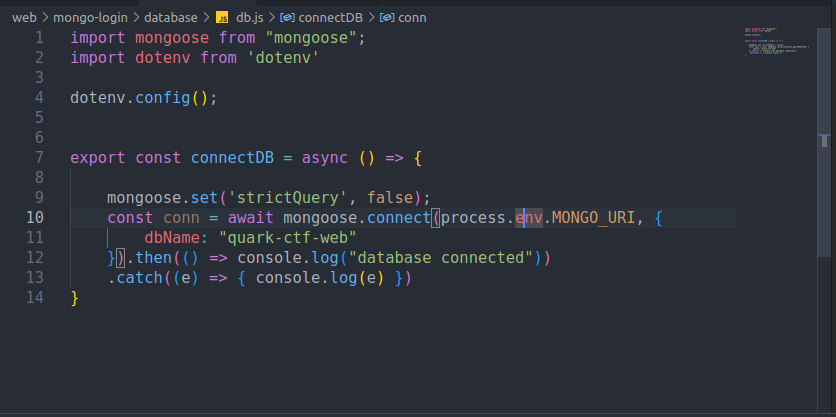 web > mongo-login > database > JS db.js > connectDB > conn
1 import mongoose from "mongoose";
2 import dotenv from 'dotenv'
3
4 dotenv.config();
5
6
7 export const connectDB = async () => {
8
9 mongoose.set('strictQuery', false);
10 const conn = await mongoose.connect(process.env.MONGO_URI, {
11 dbName: "quark-ctf-web"
12 }).then(() => console.log("database connected"))
13 .catch((e) => { console.log(e) })
14 }